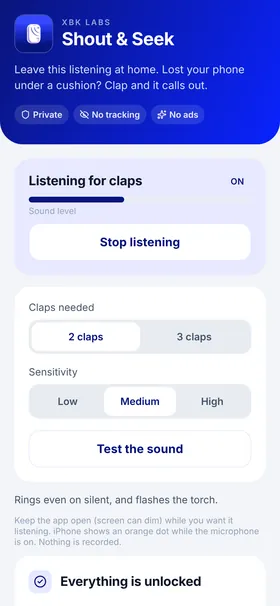 XBK LABS
Shout & Seek
Leave this listening at home. Lost your phone
under a cushion? Clap and it calls out.
Private
No tracking
No ads
Listening for claps
ON
Sound level
Stop listening
Claps needed
2 claps
3 claps
Sensitivity
Low
Medium
High
Test the sound
Rings even on silent, and flashes the torch.
Keep the app open (screen can dim) while you want it
listening. iPhone shows an orange dot while the microphone
is on. Nothing is recorded.
Everything is unlocked